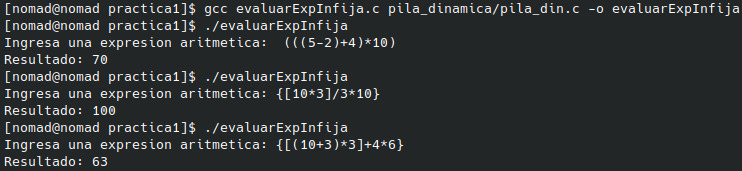 [nomad@nomad practica1]$ gcc evaluarExpInfija.c pila_dinamica/pila_din.c -o evaluarExpInfija
[nomad@nomad practica1]$ ./evaluarExpInfija
Ingresa una expresion aritmetica:  (((5-2)+4)*10)
Resultado: 70
[nomad@nomad practica1]$ ./evaluarExpInfija
Ingresa una expresion aritmetica: {[10*3]/3*10}
Resultado: 100
[nomad@nomad practica1]$ ./evaluarExpInfija
Ingresa una expresion aritmetica: {[(10+3)*3]+4*6}
Resultado: 63